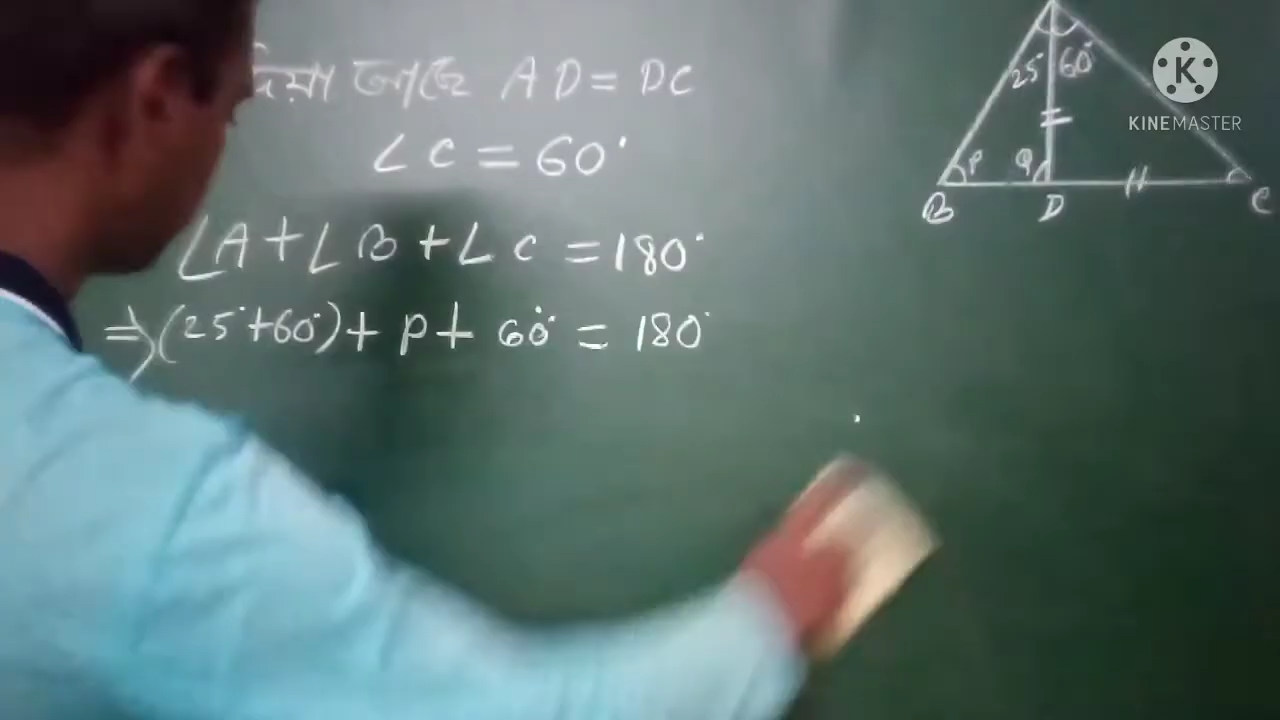 দিয়া আছে AD = DC
∠C = 60°
∠A + ∠B + ∠C = 180°
⇒ (25° + 60°) + P + 60° = 180°
25° 60°
P Q
B D C
K
KINEMASTER